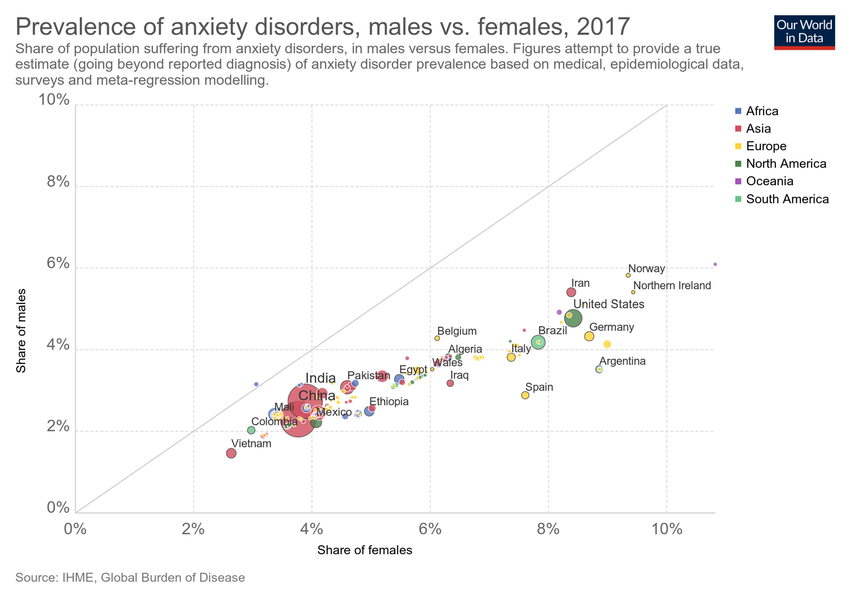 Prevalence of anxiety disorders, males vs. females, 2017
Our World
in Data
Share of population suffering from anxiety disorders, in males versus females. Figures attempt to provide a true
estimate (going beyond reported diagnosis) of anxiety disorder prevalence based on medical, epidemiological data,
surveys and meta-regression modelling.
10%
8%
6%
4%
2%
0%
Share of males
Africa
Asia
Europe
North America
Oceania
South America
Norway
Iran
Northern Ireland
United States
Belgium
Brazil
Germany
Algeria
Italy
Wales
Argentina
Egypt
India
Pakistan
Iraq
Spain
China
Mali
Mexico
Ethiopia
Colombia
Vietnam
0%
2%
4%
6%
8%
10%
Share of females
Source: IHME, Global Burden of Disease